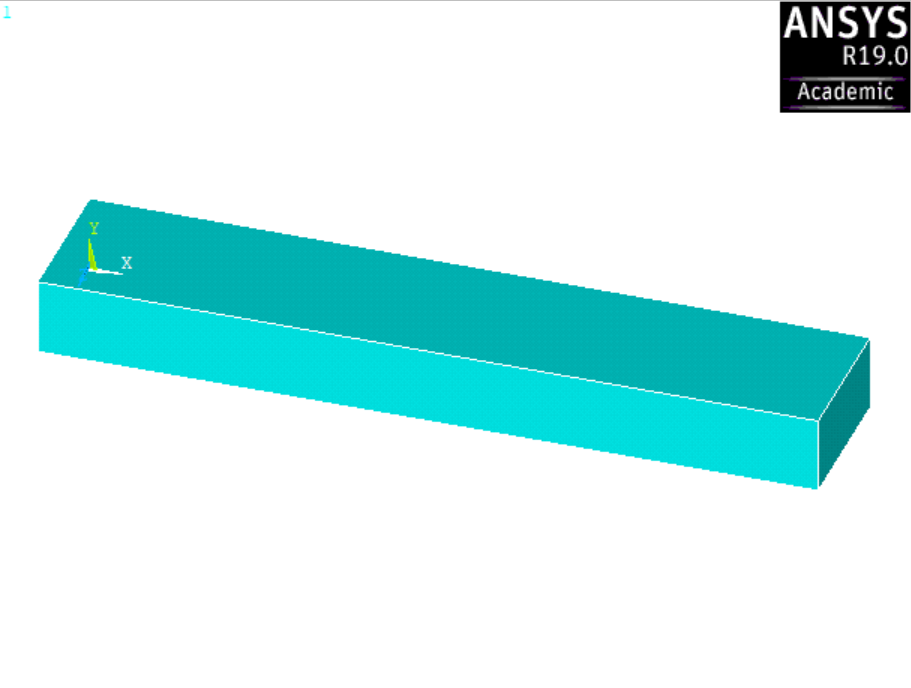 1
ANSYS
R19.0
Academic
Y
X